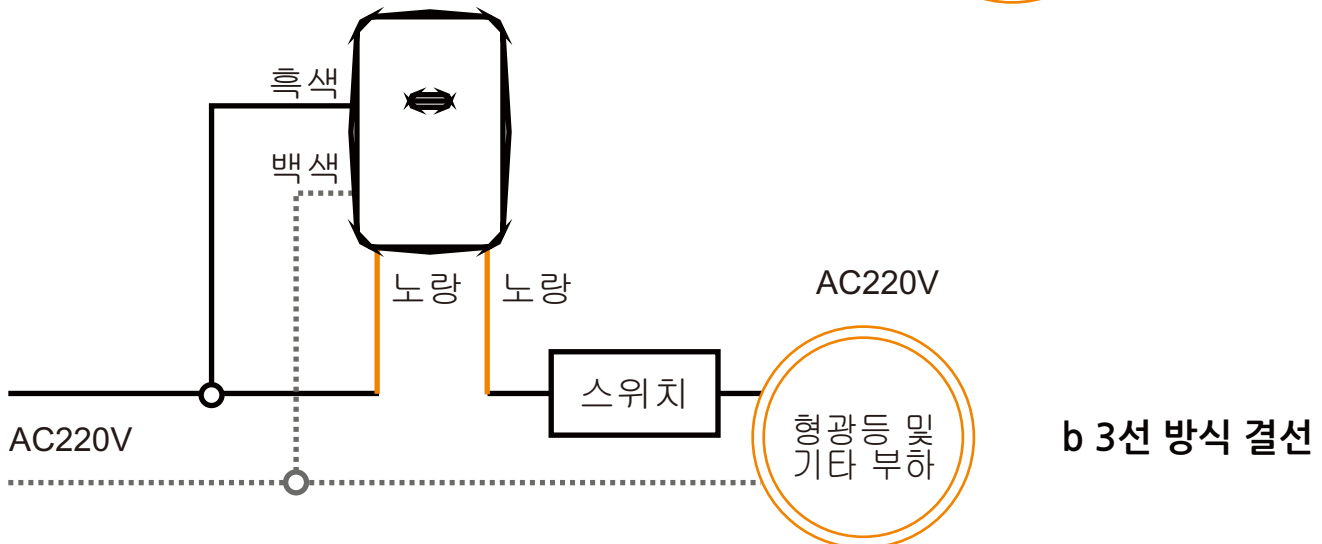 흑색
백색
노랑 노랑
AC220V
스위치
AC220V
형광등 및
기타 부하
b 3선 방식 결선